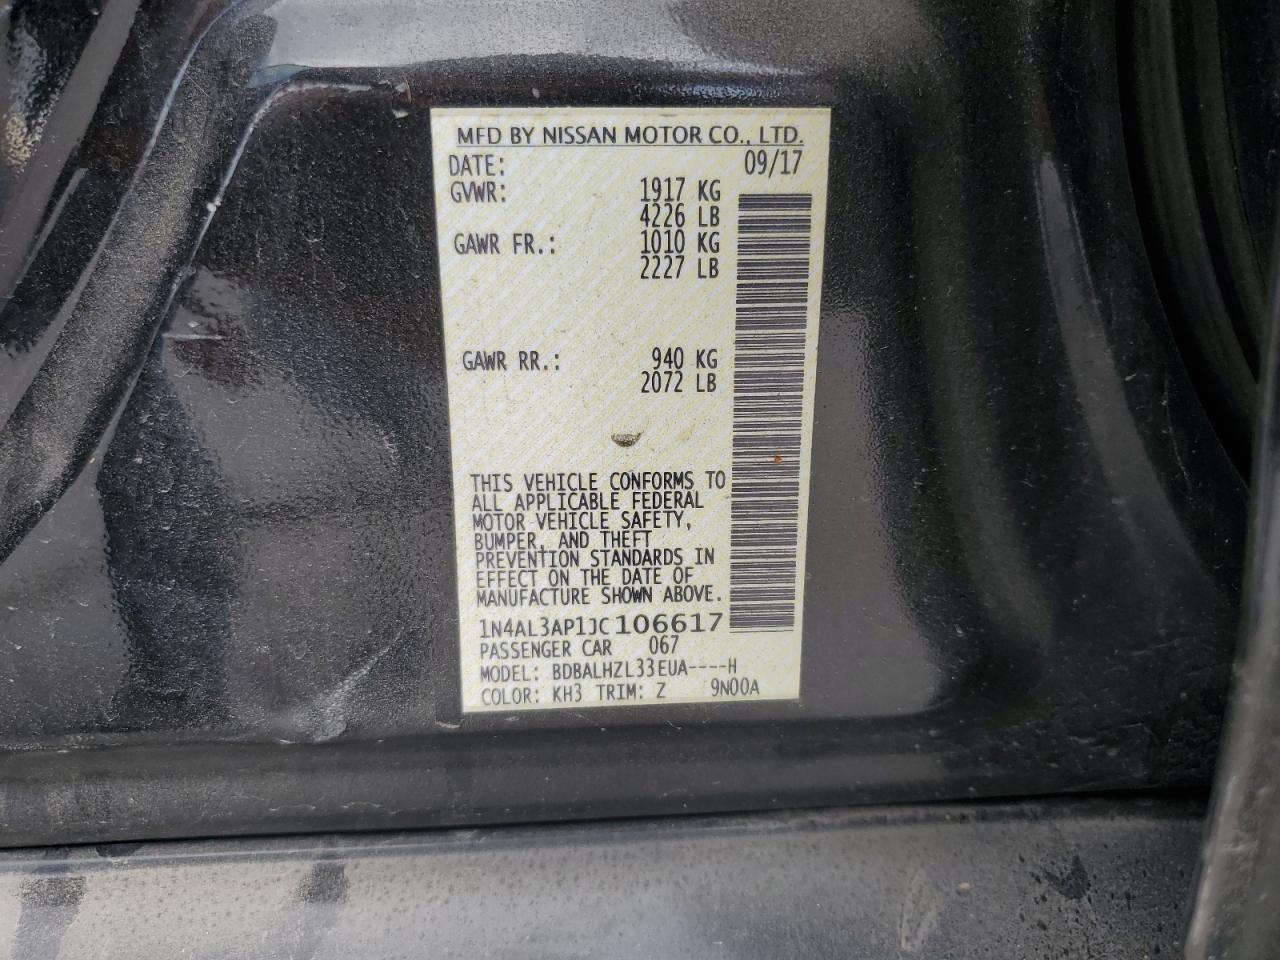 MFD BY NISSAN MOTOR CO., LTD.
DATE: 09/17
GVWR: 1917 KG
4226 LB
GAWR FR.: 1010 KG
2227 LB
GAWR RR.: 940 KG
2072 LB
THIS VEHICLE CONFORMS TO
ALL APPLICABLE FEDERAL
MOTOR VEHICLE SAFETY,
BUMPER, AND THEFT
PREVENTION STANDARDS IN
EFFECT ON THE DATE OF
MANUFACTURE SHOWN ABOVE.
1N4AL3AP1JC106617
PASSENGER CAR 067
MODEL: BDBALHZL33EUA----H
COLOR: KH3 TRIM: Z 9N00A